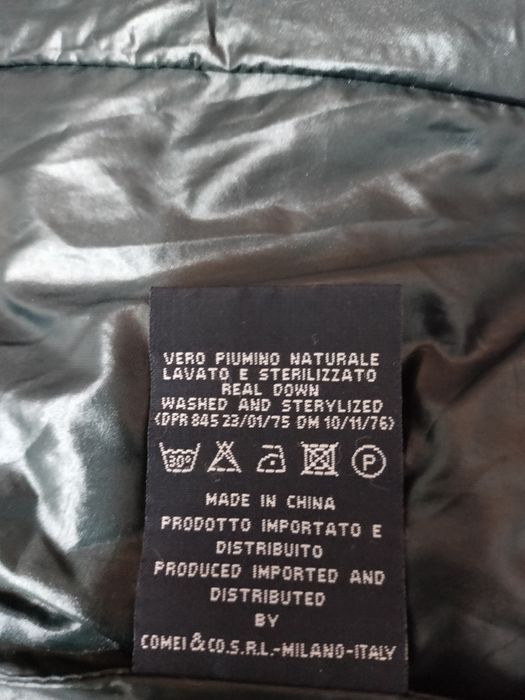 VERO PIUMINO NATURALE
LAVATO E STERILIZZATO
REAL DOWN
WASHED AND STERYLIZED
(DPR 845 23/01/75 DM 10/11/76)
30° P
MADE IN CHINA
PRODOTTO IMPORTATO E
DISTRIBUITO
PRODUCED IMPORTED AND
DISTRIBUTED
BY
COMEI & CO.S.R.L.-MILANO-ITALY